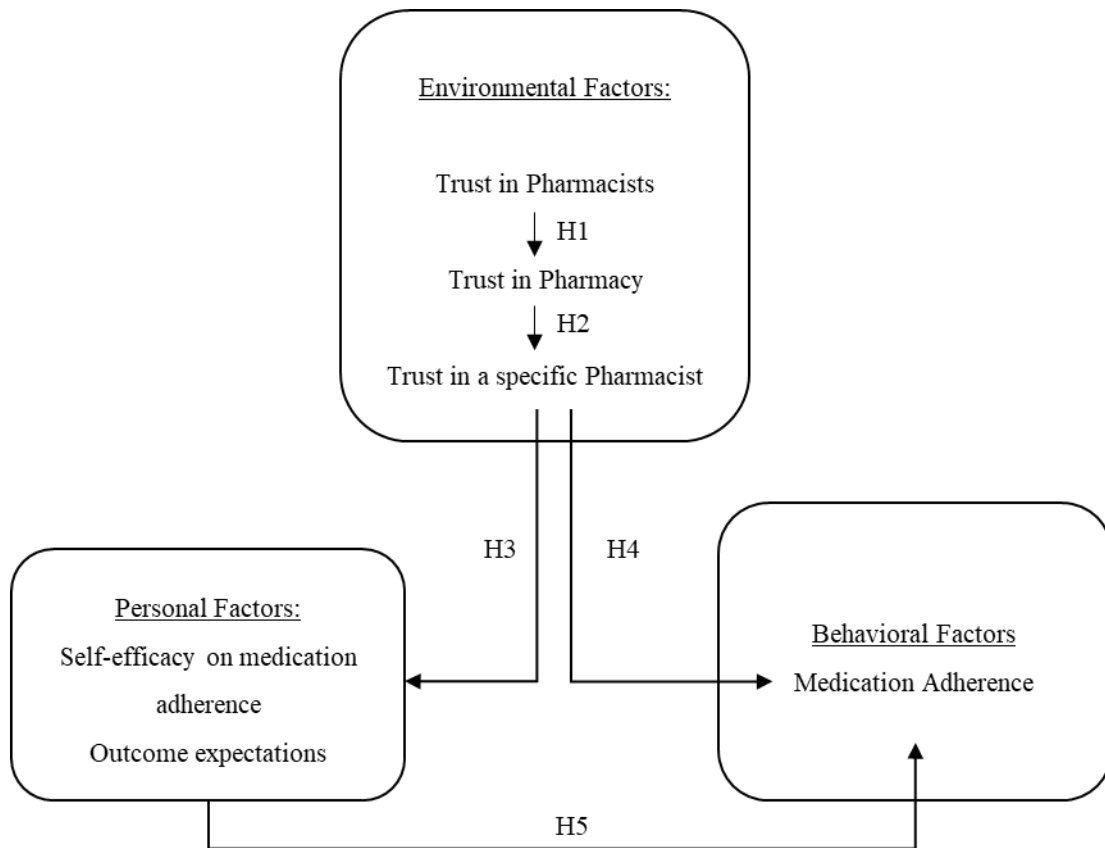 Environmental Factors:
Trust in Pharmacists
H1
Trust in Pharmacy
H2
Trust in a specific Pharmacist
H3
H4
Personal Factors:
Self-efficacy on medication
adherence
Outcome expectations
Behavioral Factors
Medication Adherence
H5